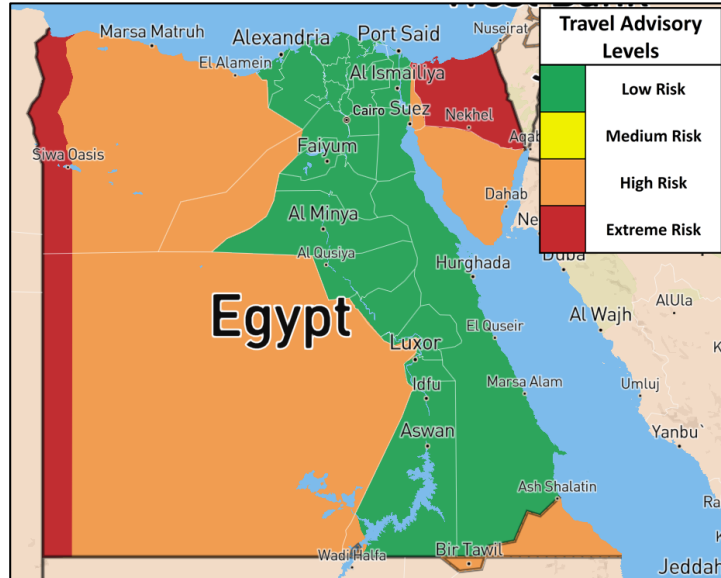 Marsa Matruh
Alexandria
Port Said
Nuseirat
El Alamein
Al Ismailiya
Cairo
Suez
Nekhel
Siwa Oasis
Faiyum
Dahab
Al Minya
Al Qusiya
Hurghada
Duba
Egypt
AlUla
Al Wajh
El Quseir
Luxor
Idfu
Marsa Alam
Umluj
Aswan
Yanbu`
Ash Shalatin
Wadi Halfa
Bir Tawil
Jeddah
Travel Advisory
Levels
Low Risk
Medium Risk
High Risk
Extreme Risk